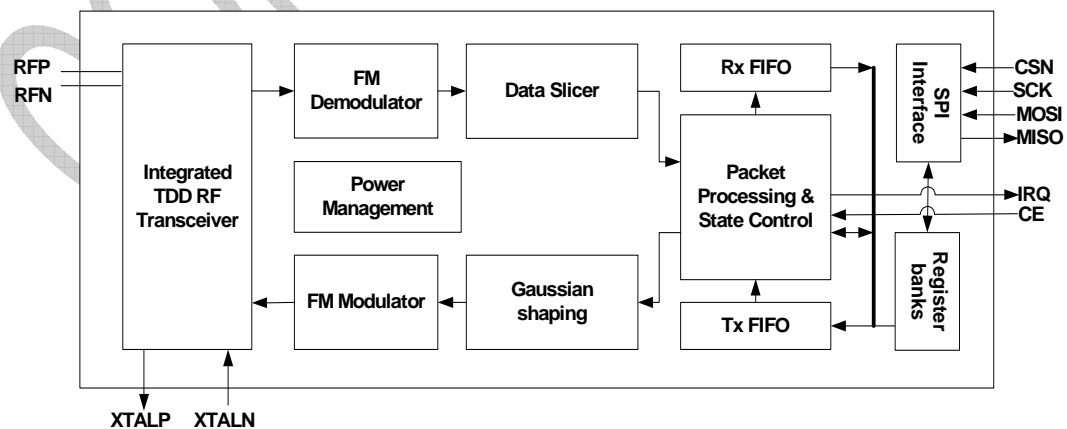 RFP
RFN
Integrated
TDD RF
Transceiver
FM
Demodulator
Data Slicer
Rx FIFO
SPI
Interface
CSN
SCK
MOSI
MISO
Power
Management
Packet
Processing &
State Control
IRQ
CE
FM Modulator
Gaussian
shaping
Tx FIFO
Register
banks
XTALP
XTALN